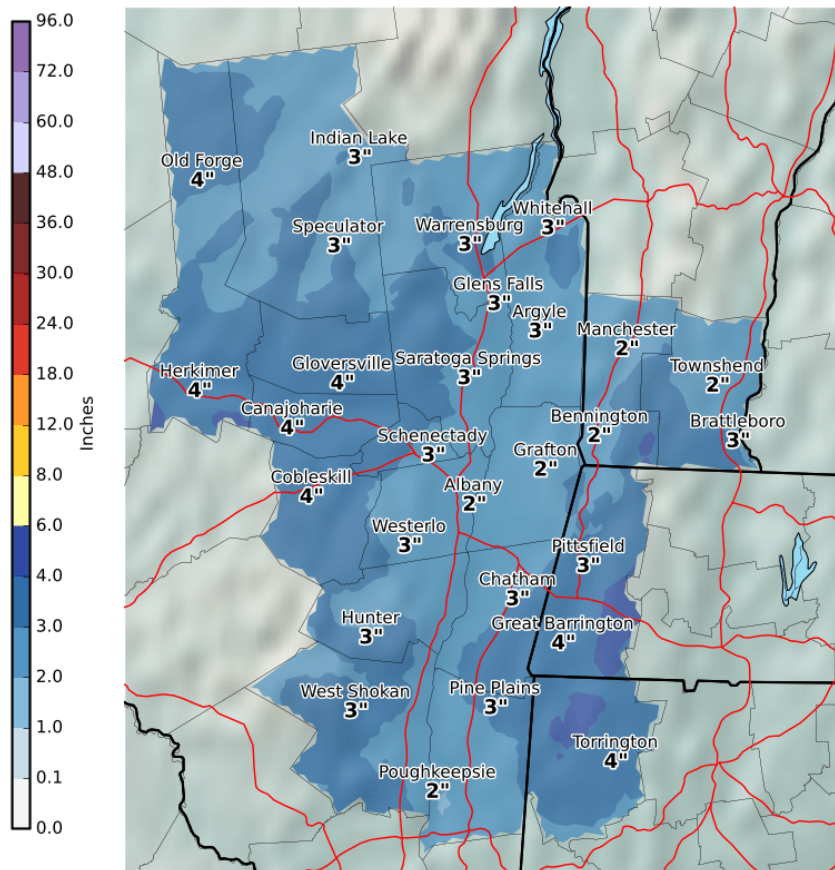 96.0
72.0
60.0
48.0
36.0
30.0
24.0
18.0
12.0
8.0
6.0
4.0
3.0
2.0
1.0
0.1
0.0
Inches
Indian Lake
3"
Old Forge
4"
Speculator
3"
Warrensburg
3"
Whitehall
3"
Glens Falls
3"
Argyle
3"
Manchester
2"
Herkimer
4"
Gloversville
4"
Saratoga Springs
3"
Townshend
2"
Canajoharie
4"
Schenectady
3"
Bennington
2"
Brattleboro
3"
Grafton
2"
Cobleskill
4"
Albany
2"
Westerlo
3"
Pittsfield
3"
Chatham
3"
Hunter
3"
Great Barrington
4"
West Shokan
3"
Pine Plains
3"
Torrington
4"
Poughkeepsie
2"